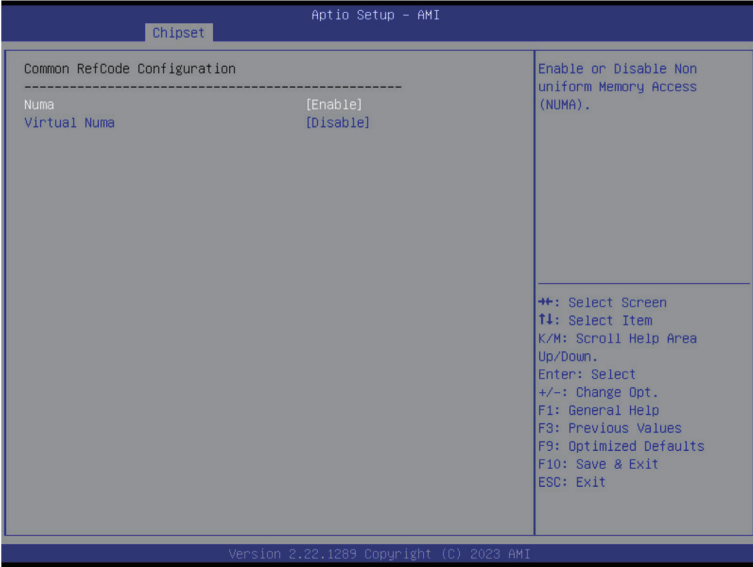 Aptio Setup – AMI
Chipset
Common RefCode Configuration
--------------------------------------------------
Numa [Enable]
Virtual Numa [Disable]
Enable or Disable Non
uniform Memory Access
(NUMA).
→←: Select Screen
↑↓: Select Item
K/M: Scroll Help Area
Up/Down.
Enter: Select
+/-: Change Opt.
F1: General Help
F3: Previous Values
F9: Optimized Defaults
F10: Save & Exit
ESC: Exit
Version 2.22.1289 Copyright (C) 2023 AMI